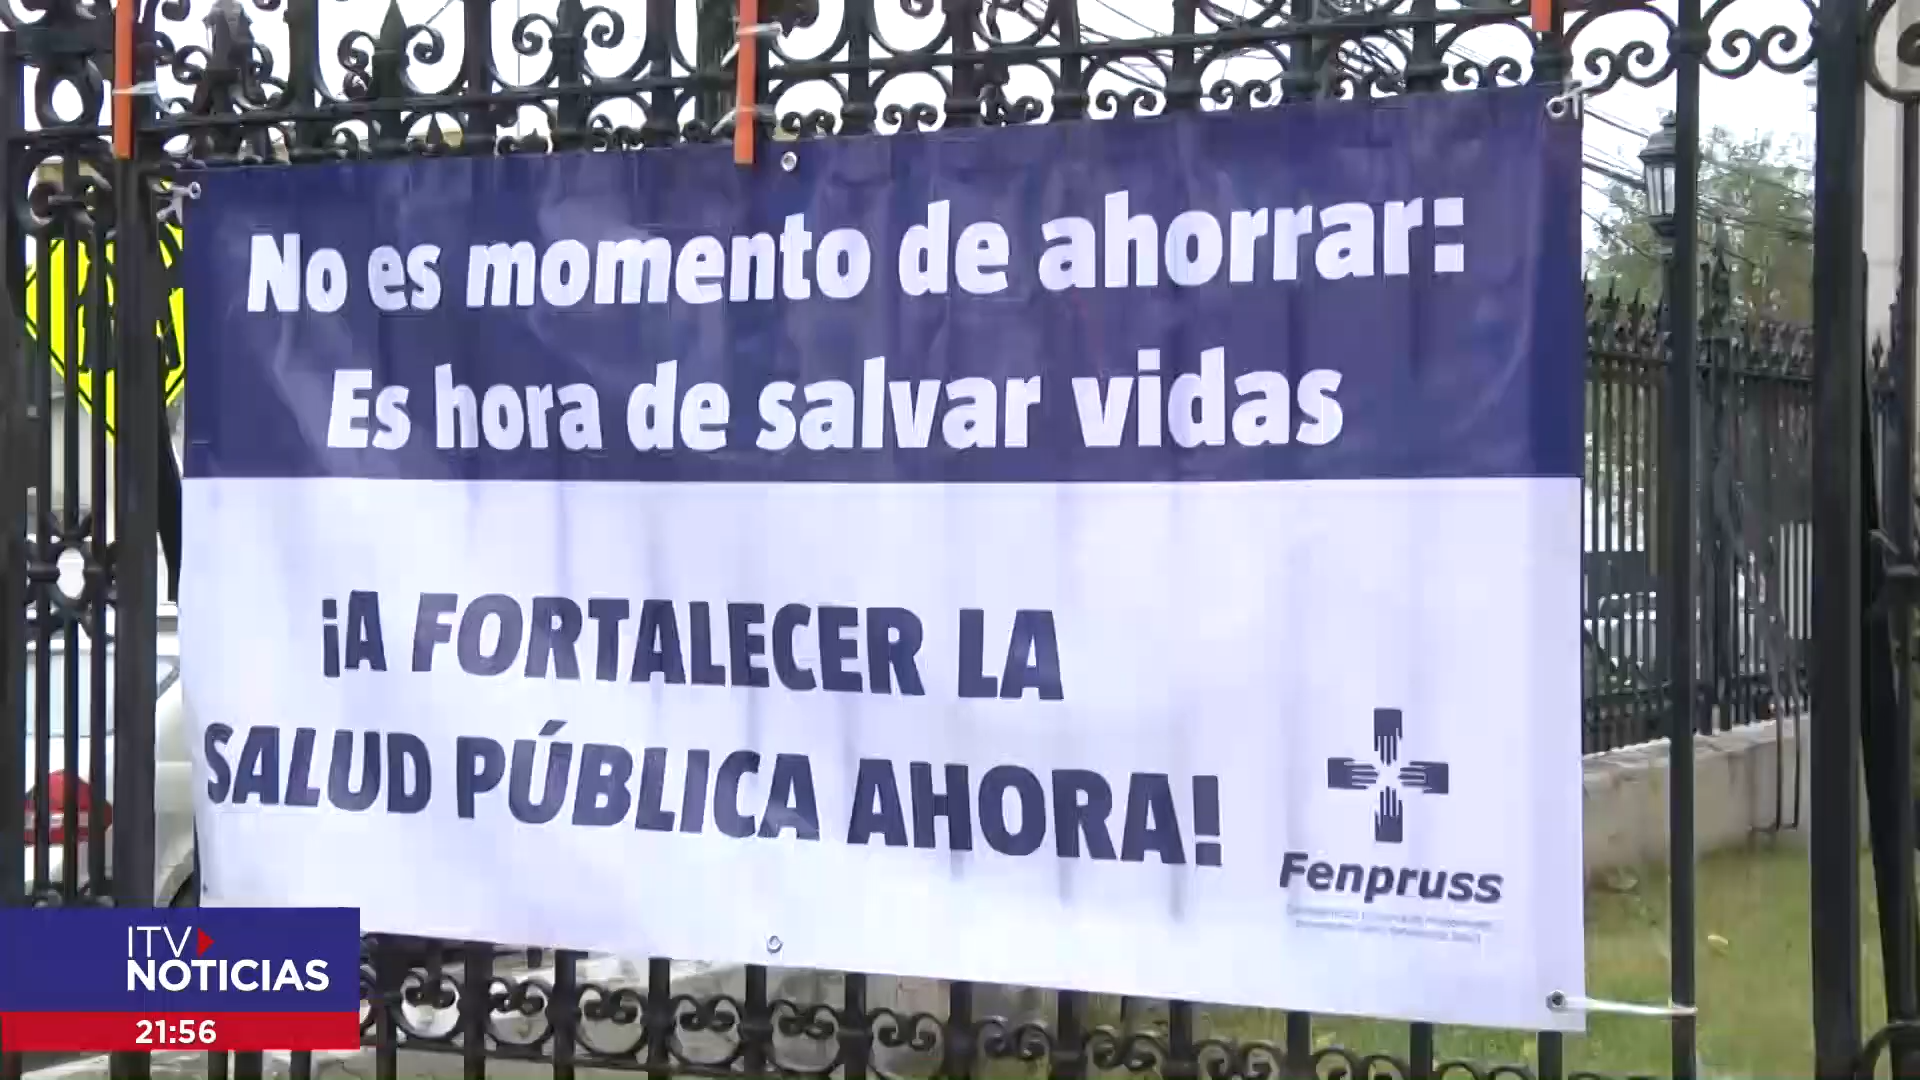 No es momento de ahorrar:
Es hora de salvar vidas
¡A FORTALECER LA
SALUD PÚBLICA AHORA!
Fenpruss
ITV
NOTICIAS
21:56